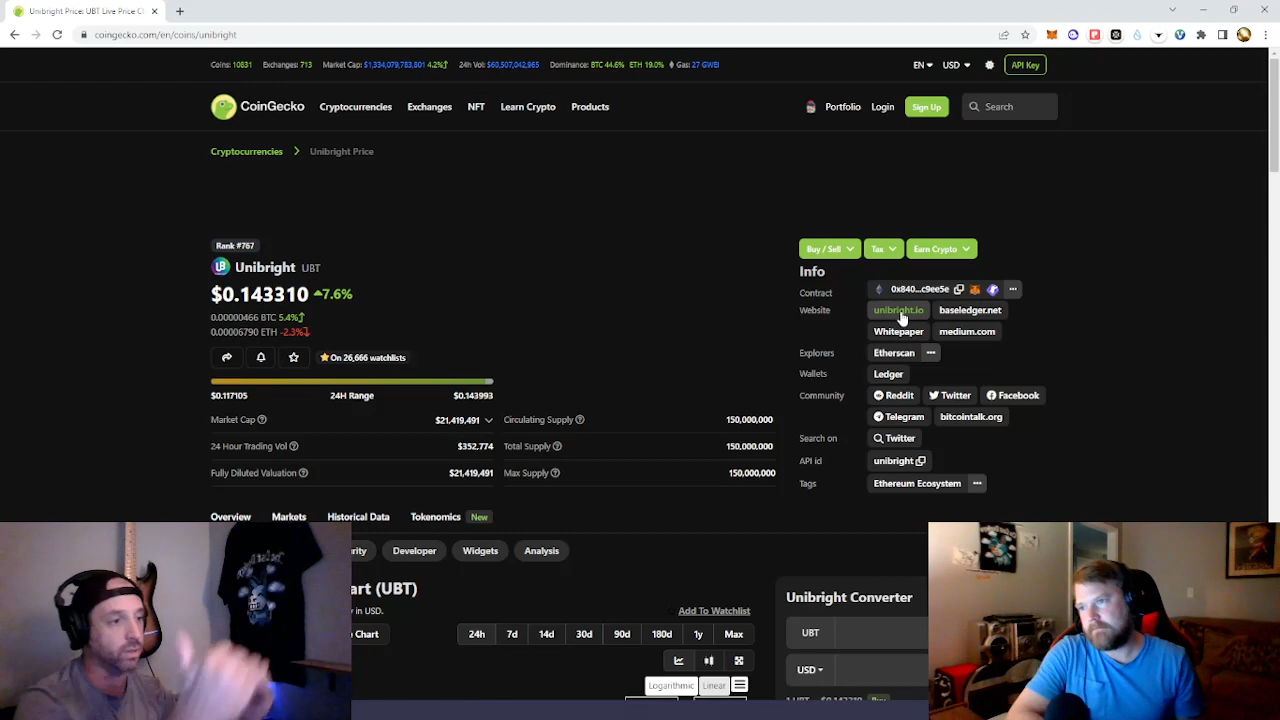 Unibright Price: UBT Live Price C
coingecko.com/en/coins/unibright
Coins: 10831 Exchanges: 713 Market Cap: $1,334,079,783,801 4.2% 24h Vol: $60,507,042,965 Dominance: BTC 44.6% ETH 19.0% Gas: 27 GWEI
EN USD API Key
CoinGecko Cryptocurrencies Exchanges NFT Learn Crypto Products
Portfolio Login Sign Up Search
Cryptocurrencies > Unibright Price
Rank #767
Unibright UBT
$0.143310 7.6%
0.00000466 BTC 5.4%
0.00006790 ETH -2.3%
On 26,666 watchlists
$0.117105 24H Range $0.143993
Market Cap $21,419,491 Circulating Supply 150,000,000
24 Hour Trading Vol $352.774 Total Supply 150,000,000
Fully Diluted Valuation $21,419,491 Max Supply 150,000,000
Buy / Sell Tax Earn Crypto
Info
Contract 0x840...c9ee5e
Website unibright.io baseledger.net
Whitepaper medium.com
Explorers Etherscan
Wallets Ledger
Community Reddit Twitter Facebook
Telegram bitcointalk.org
Search on Twitter
API id unibright
Tags Ethereum Ecosystem
Overview Markets Historical Data Tokenomics New
rity Developer Widgets Analysis
art (UBT)
y in USD. Add To Watchlist
Chart 24h 7d 14d 30d 90d 180d 1y Max
Logarithmic Linear
Unibright Converter
UBT
USD